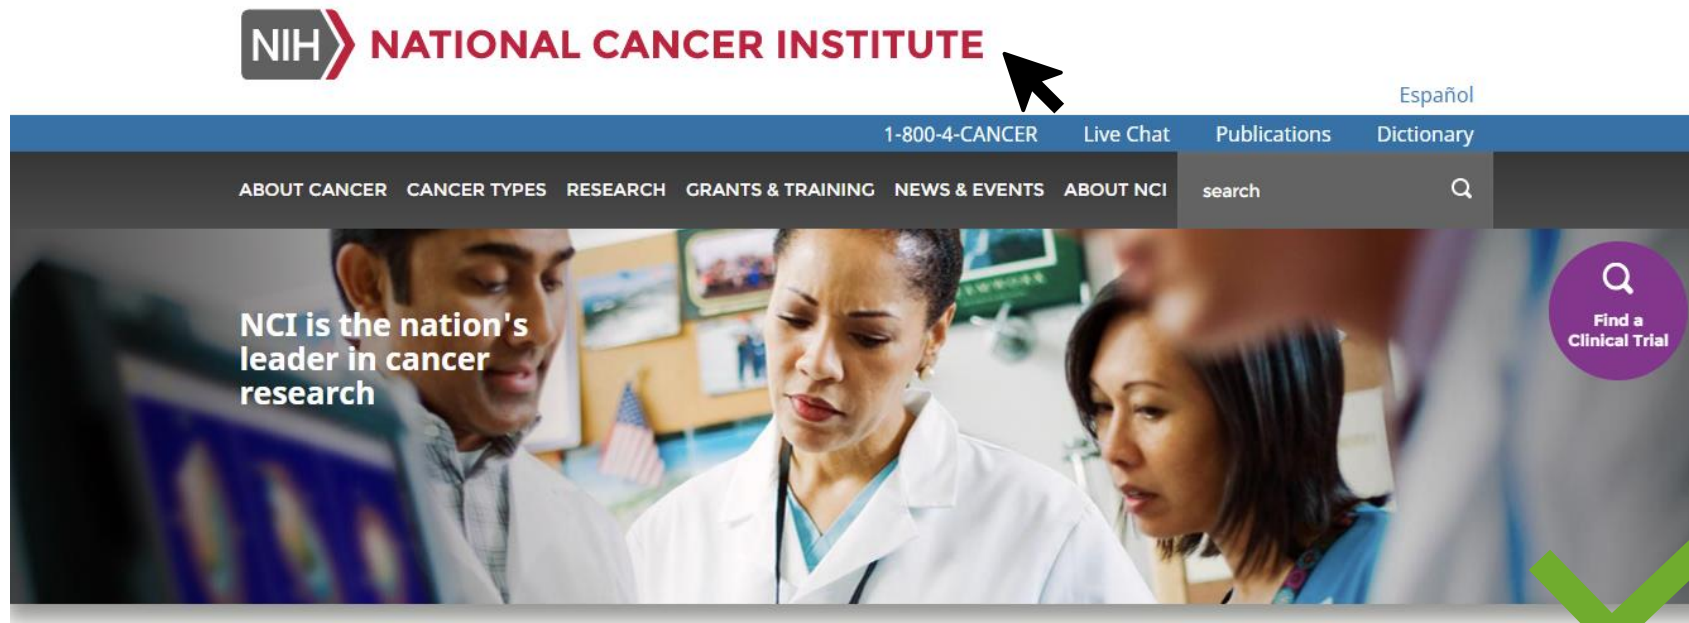 NIH NATIONAL CANCER INSTITUTE
Español
1-800-4-CANCER Live Chat Publications Dictionary
ABOUT CANCER CANCER TYPES RESEARCH GRANTS & TRAINING NEWS & EVENTS ABOUT NCI search
NCI is the nation's
leader in cancer
research
Find a
Clinical Trial